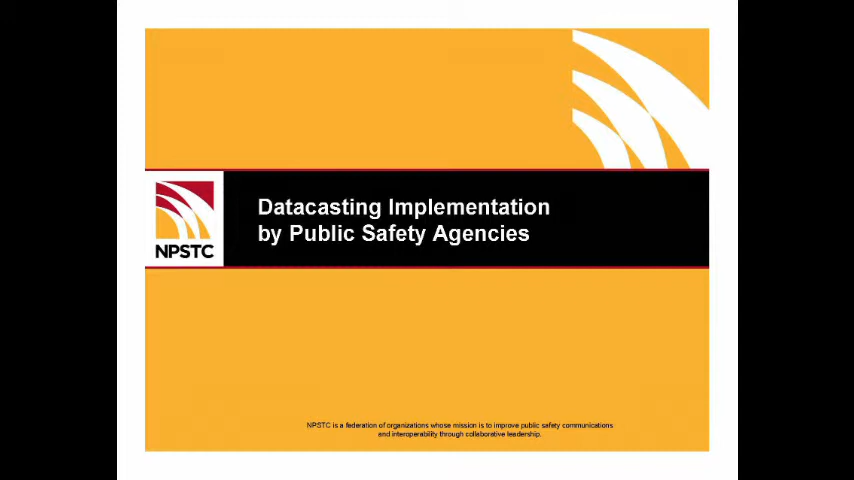 Datacasting Implementation
by Public Safety Agencies
NPSTC
NPSTC is a federation of organizations whose mission is to improve public safety communications
and interoperability through collaborative leadership.